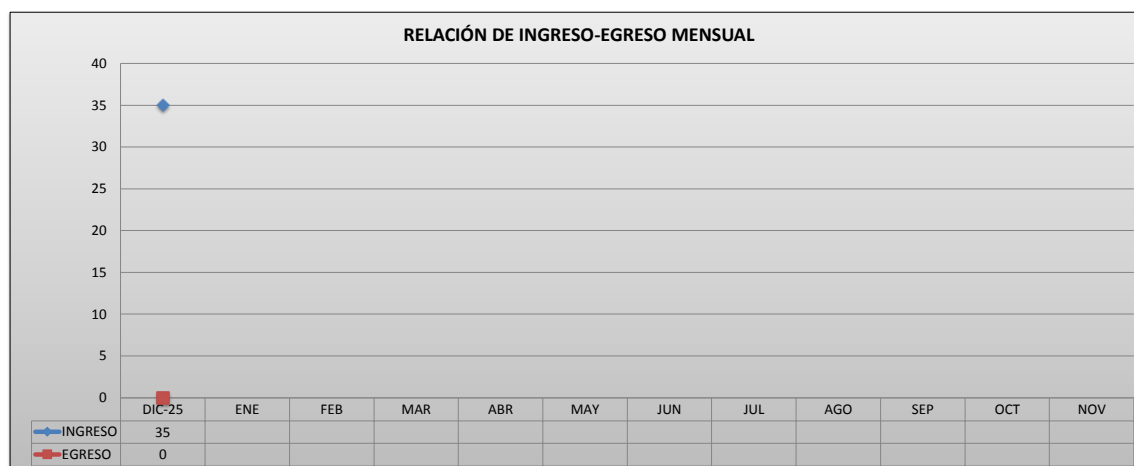 RELACIÓN DE INGRESO-EGRESO MENSUAL
40
35
30
25
20
15
10
5
0
DIC-25 ENE FEB MAR ABR MAY JUN JUL AGO SEP OCT NOV
INGRESO 35
EGRESO 0